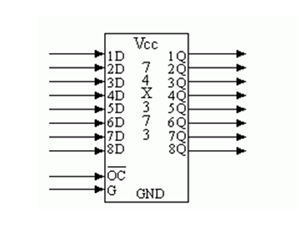 Vcc
1D 7 1Q
2D 4 2Q
3D X 3Q
4D 3 4Q
5D 7 5Q
6D 3 6Q
7D 7Q
8D 8Q
OC
G
GND